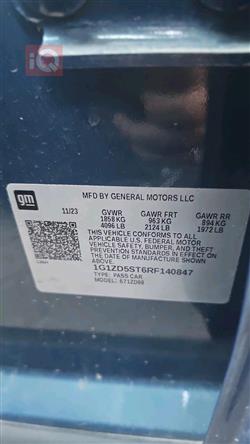 iQ
gm
MFD BY GENERAL MOTORS LLC
11/23 GVWR GAWR FRT GAWR RR
1858 KG 963 KG 894 KG
4096 LB 2124 LB 1972 LB
THIS VEHICLE CONFORMS TO ALL
APPLICABLE U.S. FEDERAL MOTOR
VEHICLE SAFETY, BUMPER, AND THEFT
PREVENTION STANDARDS IN EFFECT ON
THE DATE OF MANUFACTURE SHOWN ABOVE.
1G1ZD5ST6RF140847
TYPE: PASS CAR
MODEL: